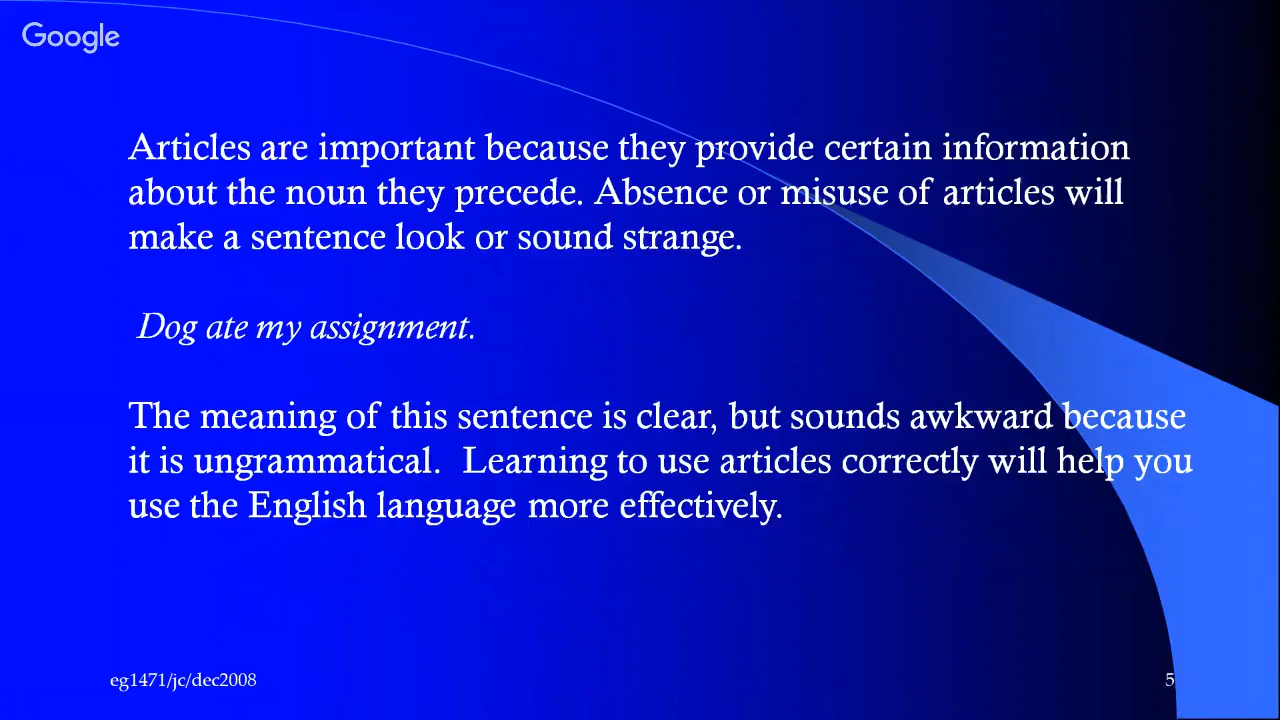 Google
Articles are important because they provide certain information
about the noun they precede. Absence or misuse of articles will
make a sentence look or sound strange.
Dog ate my assignment.
The meaning of this sentence is clear, but sounds awkward because
it is ungrammatical.  Learning to use articles correctly will help you
use the English language more effectively.
eg1471/jc/dec2008
5